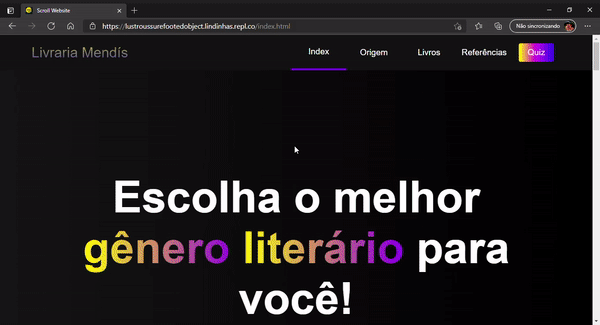 Scroll Website
https://lustroussurefootedobject.lindinhas.repl.co/index.html
Não sincronizando
Livraria Mendís
Index
Origem
Livros
Referências
Quiz
Escolha o melhor
gênero literário para
você!